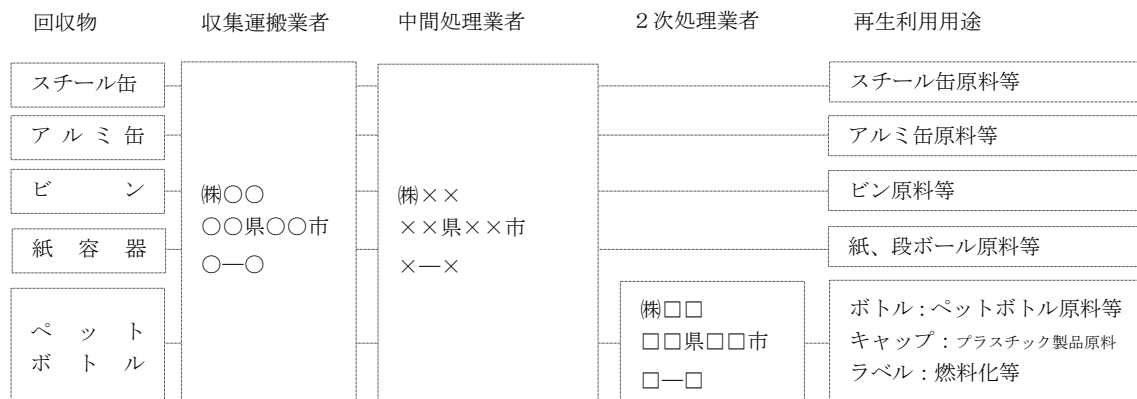 回収物 収集運搬業者 中間処理業者 2次処理業者 再生利用用途
スチール缶 スチール缶原料等
アルミ缶 アルミ缶原料等
ビン ㈱○○ ㈱×× ビン原料等
○○県○○市 ××県××市
紙容器 紙、段ボール原料等
○―○ ×―×
ペット
ボトル
㈱□□
□□県□□市
□―□
ボトル：ペットボトル原料等
キャップ：プラスチック製品原料
ラベル：燃料化等